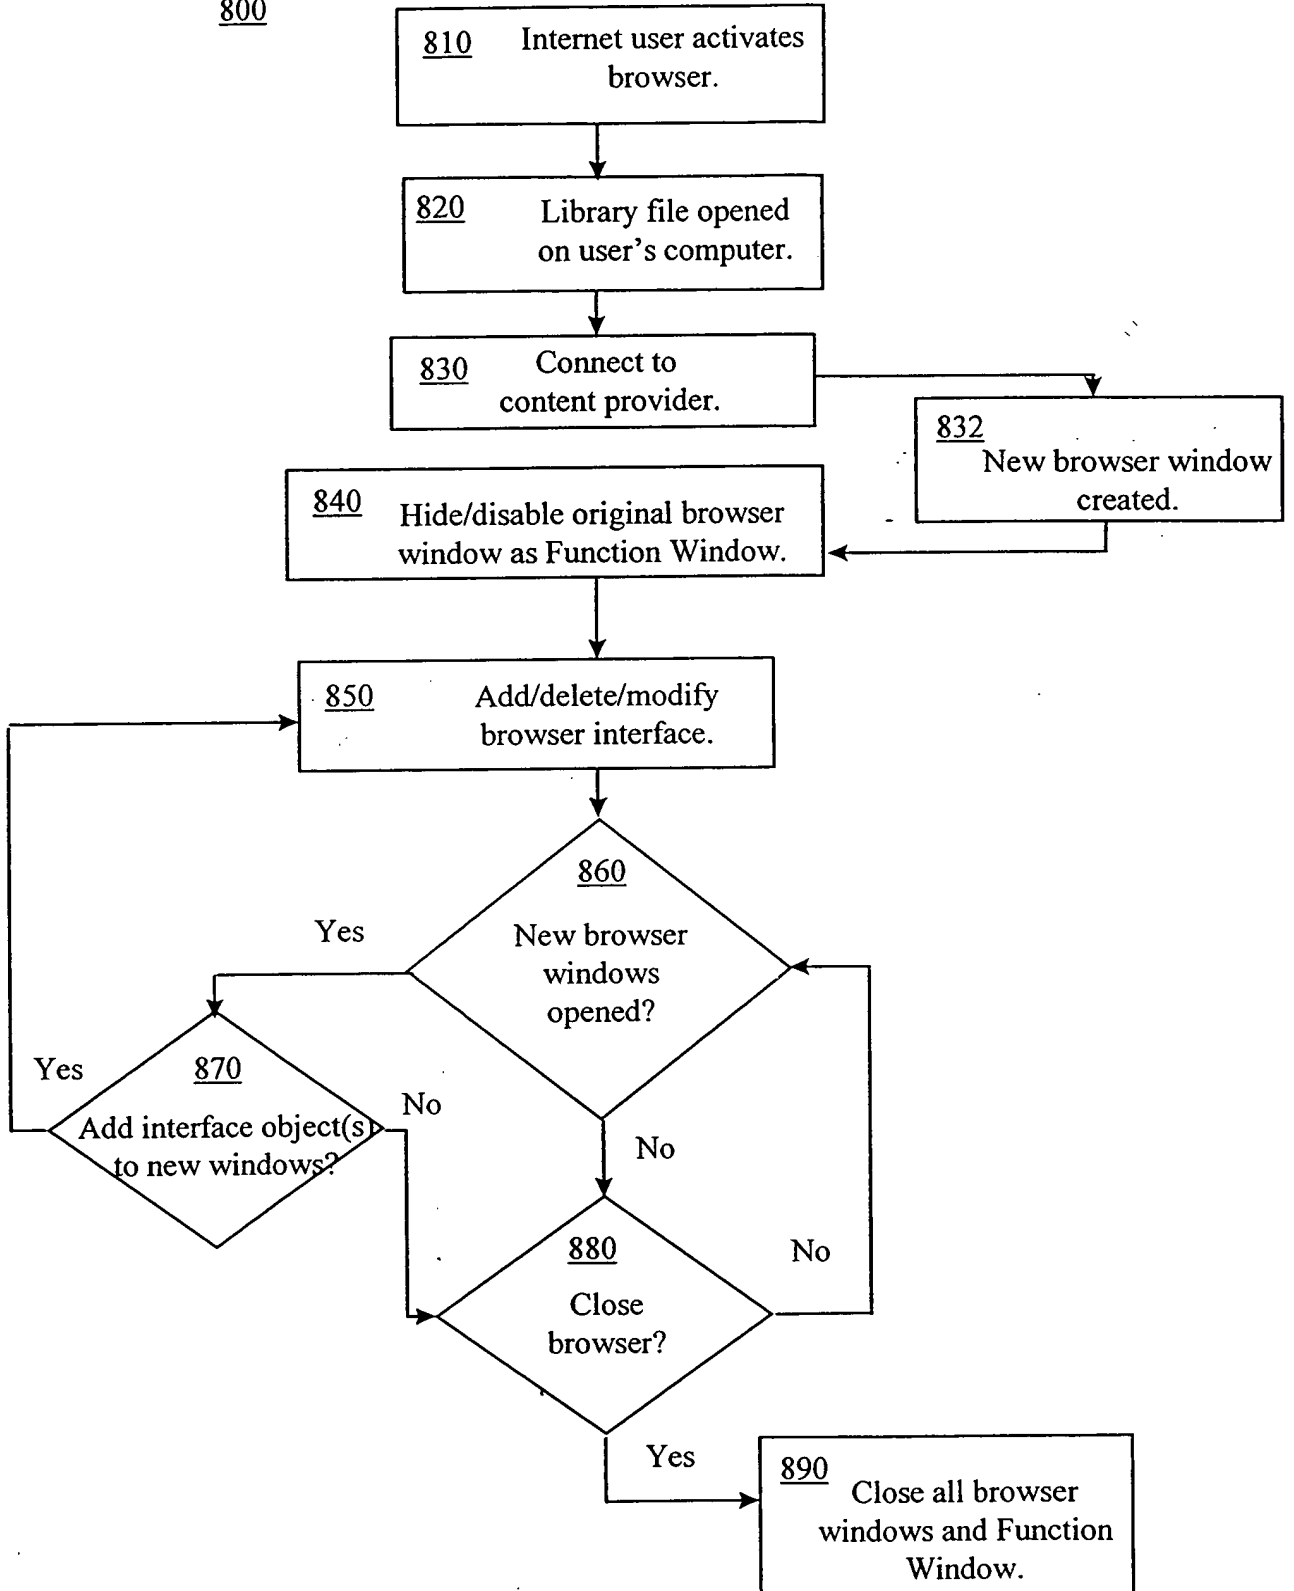 800
810 Internet user activates
browser.
820 Library file opened
on user's computer.
830 Connect to
content provider.
832
New browser window
created.
840 Hide/disable original browser
window as Function Window.
850 Add/delete/modify
browser interface.
860
New browser
windows
opened?
Yes
No
870
Add interface object(s)
to new windows?
Yes
No
880
Close
browser?
No
Yes
890
Close all browser
windows and Function
Window.